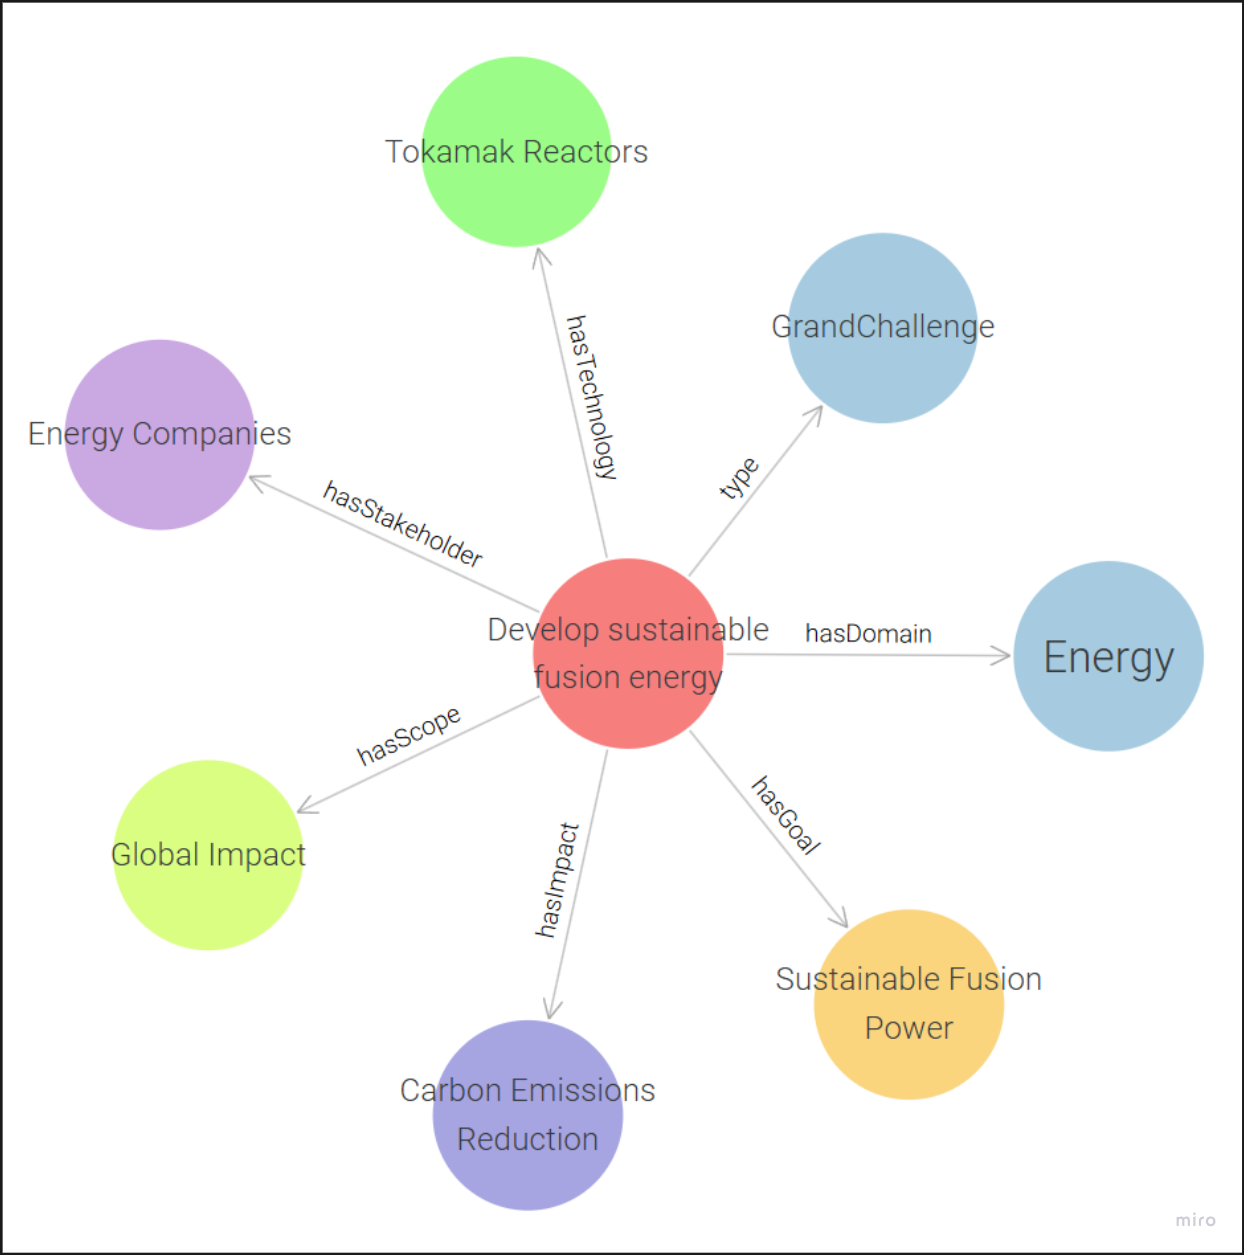 Tokamak Reactors
GrandChallenge
hasTechnology
Energy Companies
type
hasStakeholder
Develop sustainable
fusion energy
hasDomain
Energy
hasScope
hasGoal
Global Impact
hasImpact
Sustainable Fusion
Power
Carbon Emissions
Reduction
miro